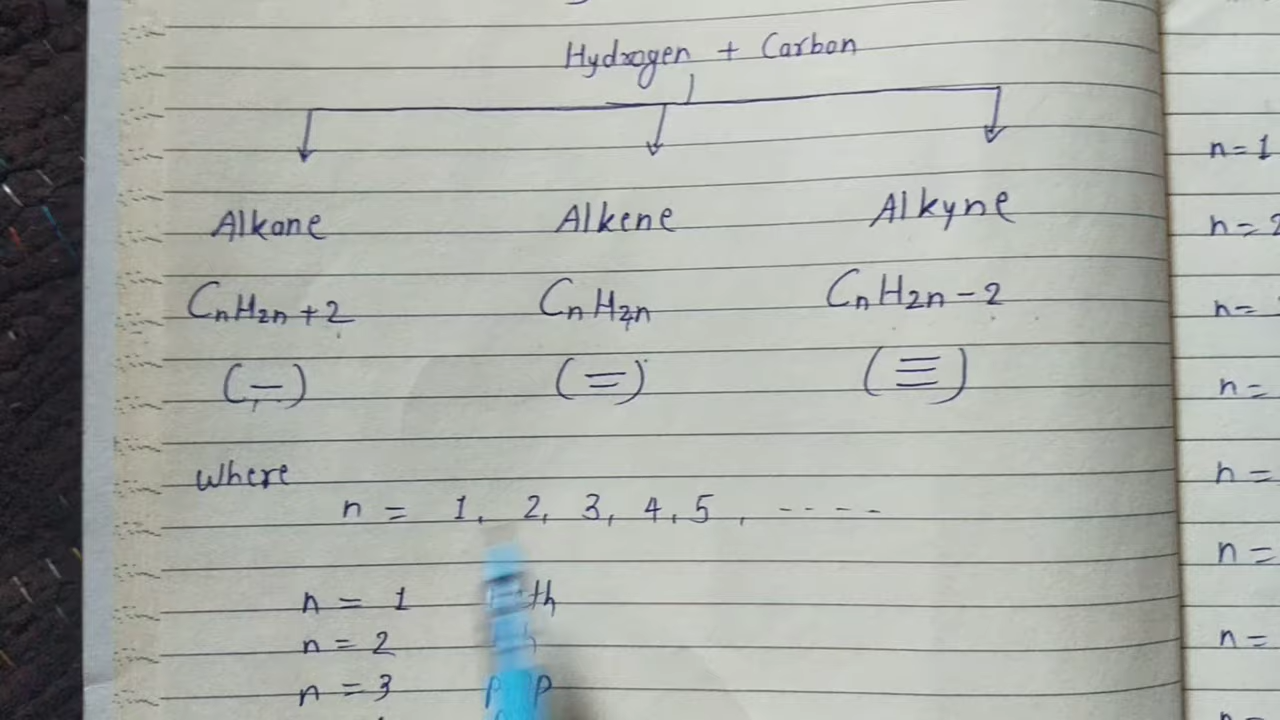 Hydrogen + Carbon
Alkane Alkene Alkyne
CnH2n+2 CnH2n CnH2n-2
(—) (=) (≡)
where
n = 1, 2, 3, 4, 5, ----
n = 1
n = 2
n = 3
n=1
n=
n=
n=
n=
n=
n=